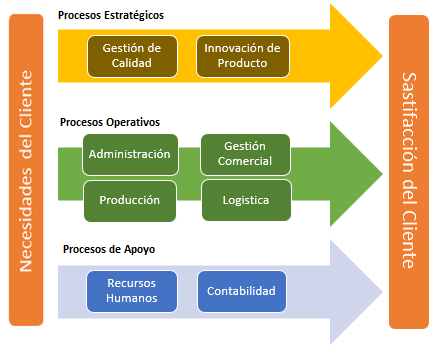 Procesos Estratégicos
Necesidades del Cliente
Gestión de
Calidad
Innovación de
Producto
Procesos Operativos
Administración
Gestión
Comercial
Producción
Logistica
Procesos de Apoyo
Recursos
Humanos
Contabilidad
Sastifacción del Cliente